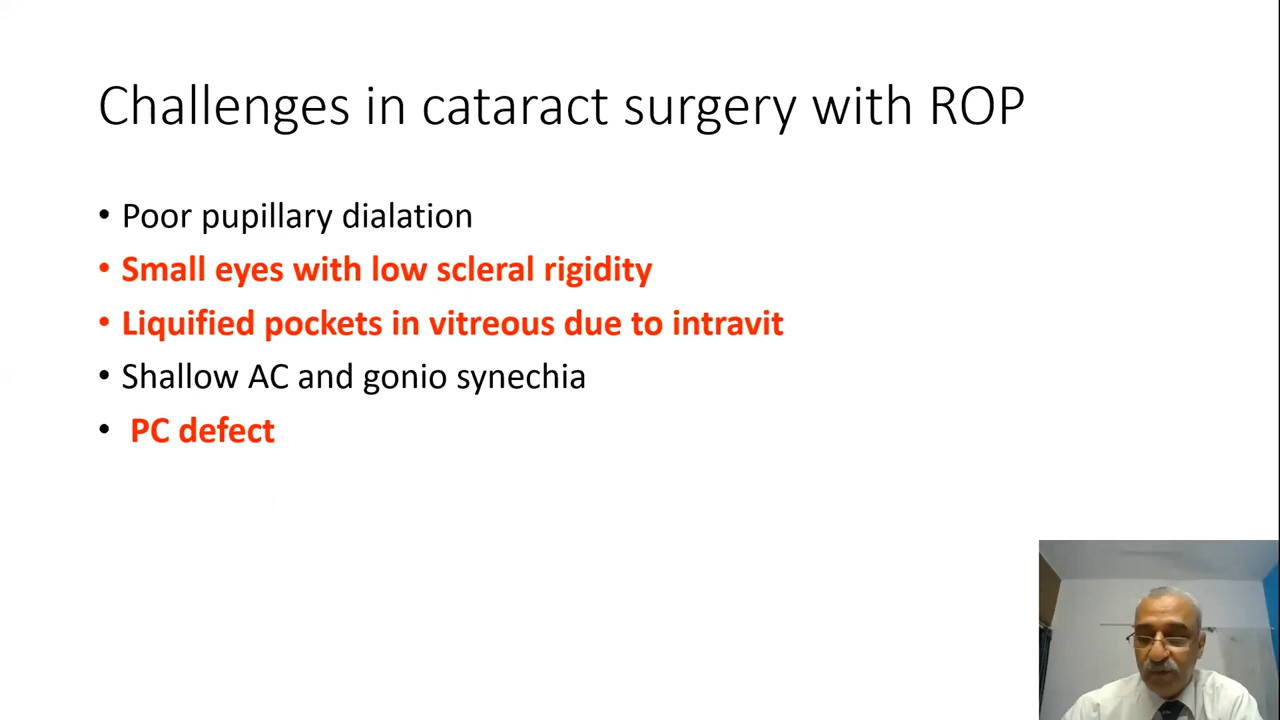 Challenges in cataract surgery with ROP
• Poor pupillary dialation
• Small eyes with low scleral rigidity
• Liquified pockets in vitreous due to intravit
• Shallow AC and gonio synechia
• PC defect